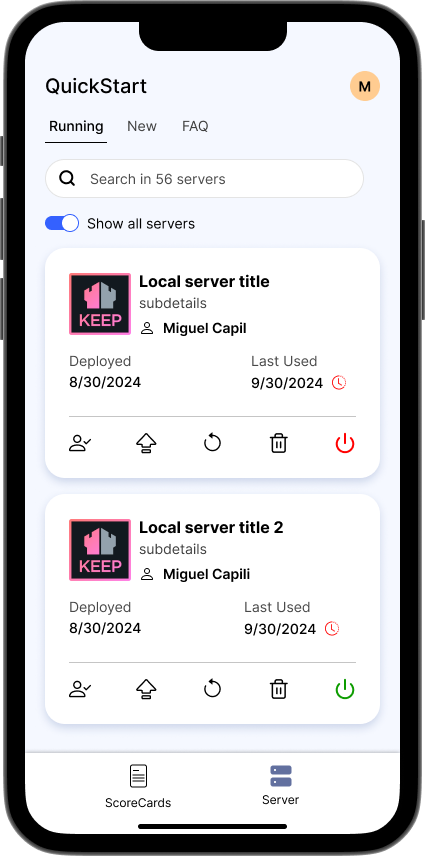 QuickStart
M
Running New FAQ
Search in 56 servers
Show all servers
KEEP
Local server title
subdetails
Miguel Capil
Deployed Last Used
8/30/2024 9/30/2024
KEEP
Local server title 2
subdetails
Miguel Capili
Deployed Last Used
8/30/2024 9/30/2024
ScoreCards Server